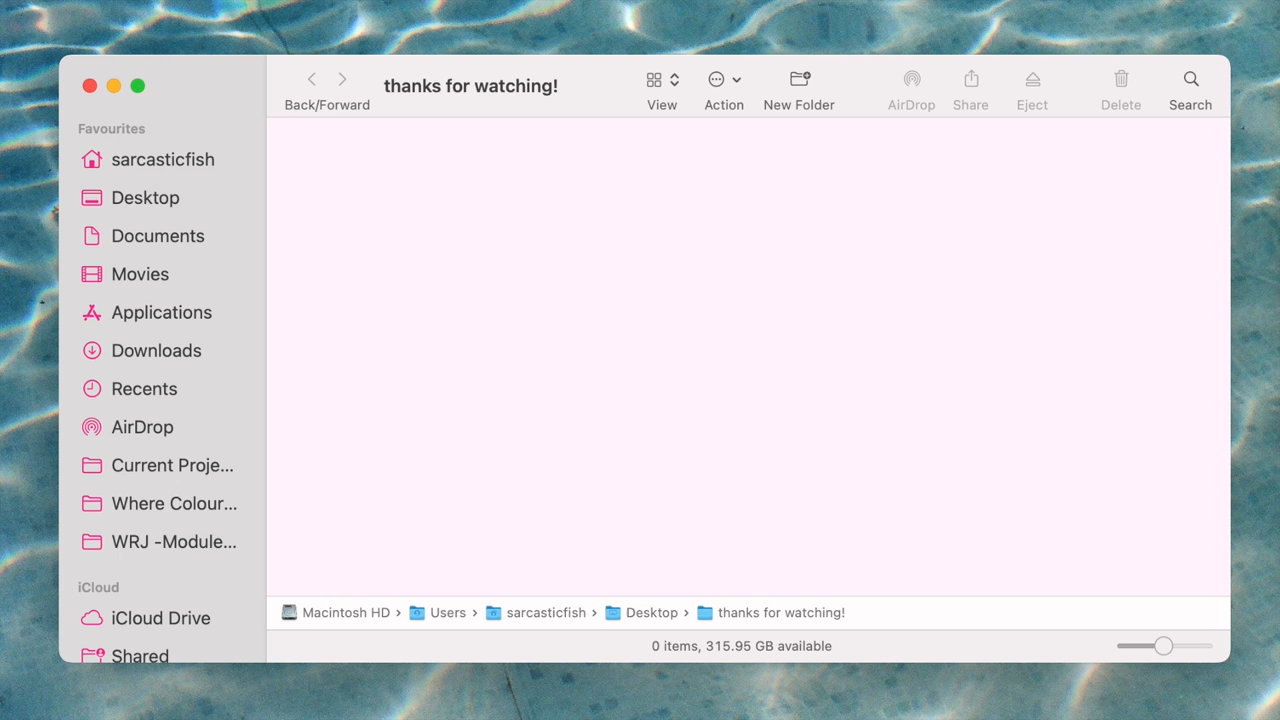 thanks for watching!
Back/Forward
View
Action
New Folder
AirDrop
Share
Eject
Delete
Search
Favourites
sarcasticfish
Desktop
Documents
Movies
Applications
Downloads
Recents
AirDrop
Current Proje...
Where Colour...
WRJ -Module...
iCloud
iCloud Drive
Shared
Macintosh HD › Users › sarcasticfish › Desktop › thanks for watching!
0 items, 315.95 GB available